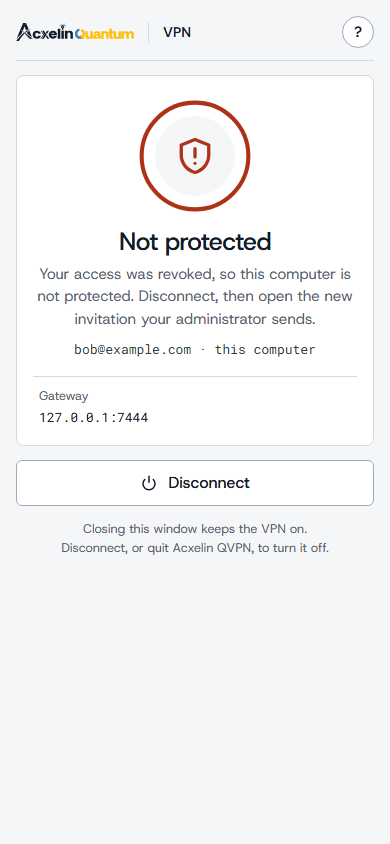 Acxelin Quantum
VPN
?
Not protected
Your access was revoked, so this computer is
not protected. Disconnect, then open the new
invitation your administrator sends.
bob@example.com · this computer
Gateway
127.0.0.1:7444
Disconnect
Closing this window keeps the VPN on.
Disconnect, or quit Acxelin QVPN, to turn it off.